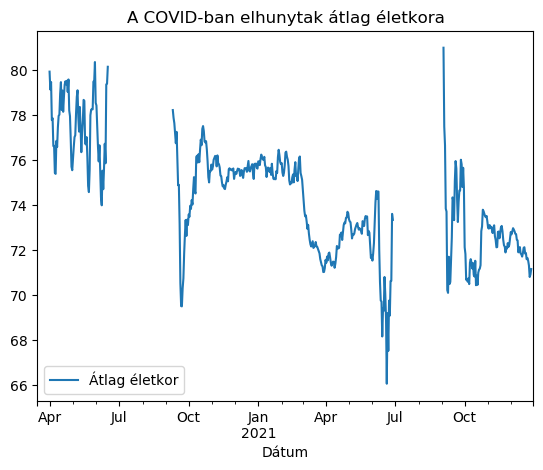 A COVID-ban elhunytak átlag életkora
80
78
76
74
72
70
68
66
Átlag életkor
Apr Jul Oct Jan Apr Jul Oct
2021
Dátum